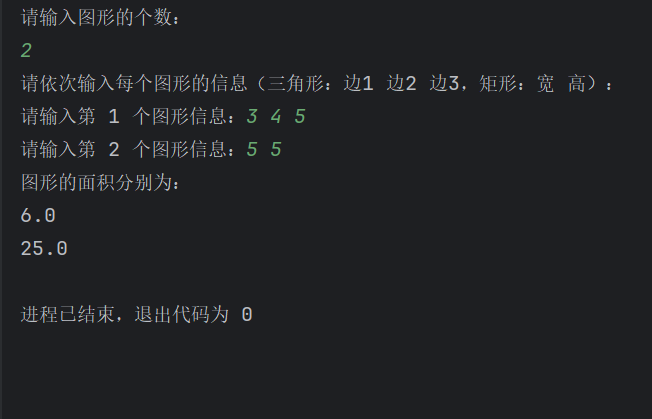 请输入图形的个数：
2
请依次输入每个图形的信息（三角形：边1 边2 边3，矩形：宽 高）：
请输入第 1 个图形信息：3 4 5
请输入第 2 个图形信息：5 5
图形的面积分别为：
6.0
25.0
进程已结束，退出代码为 0